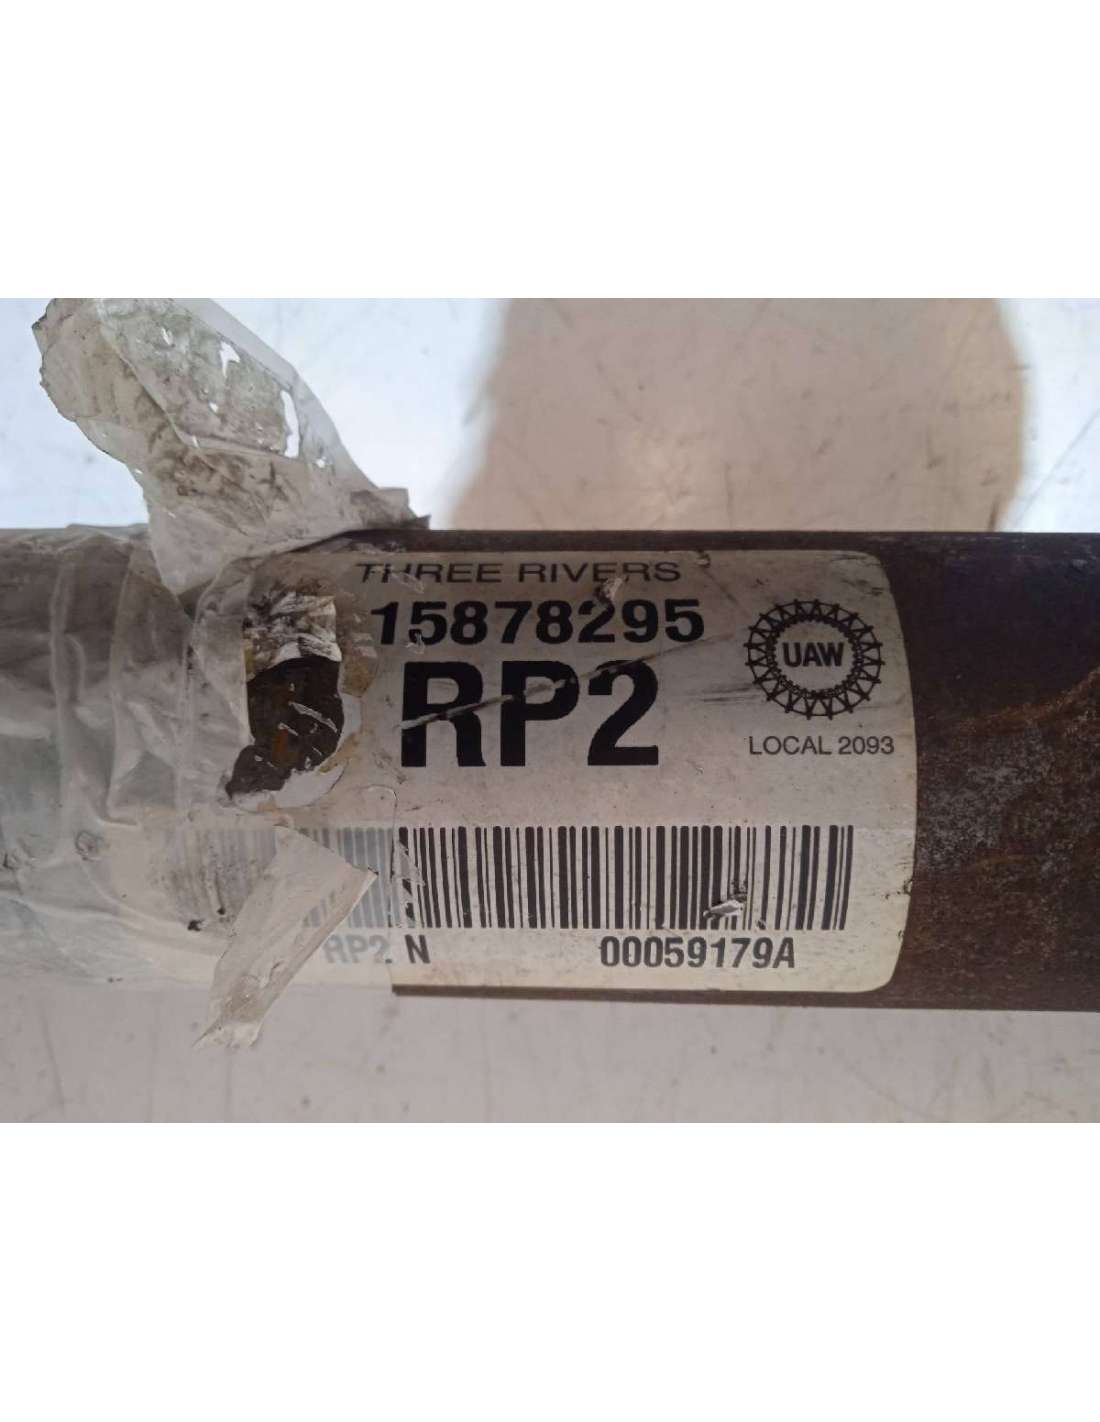 THREE RIVERS
15878295
RP2
UAW
LOCAL 2093
RP2 N 00059179A